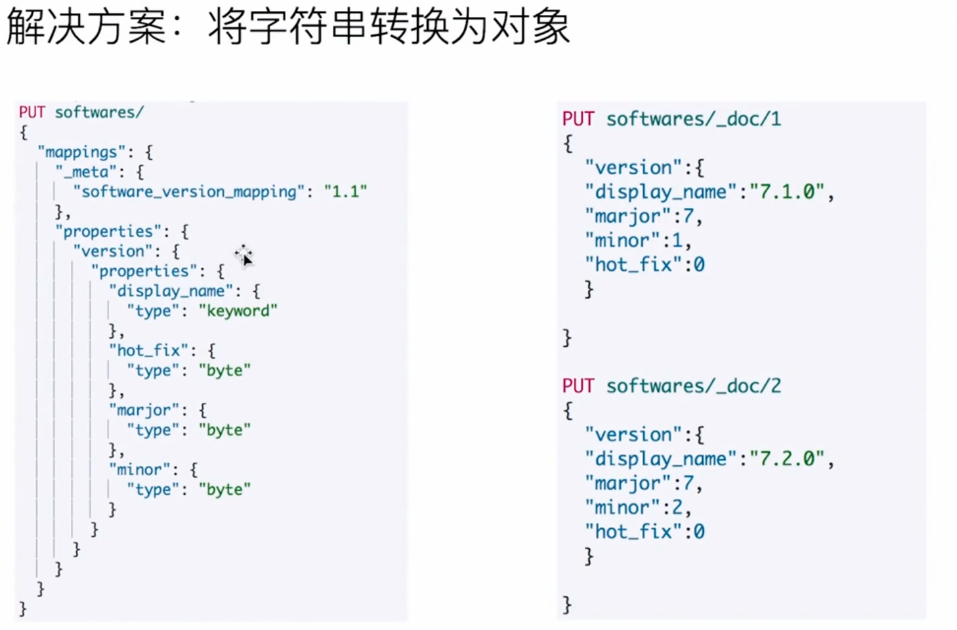 解决方案：将字符串转换为对象
PUT softwares/
{
  "mappings": {
    "_meta": {
      "software_version_mapping": "1.1"
    },
    "properties": {
      "version": {
        "properties": {
          "display_name": {
            "type": "keyword"
          },
          "hot_fix": {
            "type": "byte"
          },
          "marjor": {
            "type": "byte"
          },
          "minor": {
            "type": "byte"
          }
        }
      }
    }
  }
}
PUT softwares/_doc/1
{
  "version":{
  "display_name":"7.1.0",
  "marjor":7,
  "minor":1,
  "hot_fix":0
  }
}
PUT softwares/_doc/2
{
  "version":{
  "display_name":"7.2.0",
  "marjor":7,
  "minor":2,
  "hot_fix":0
  }
}